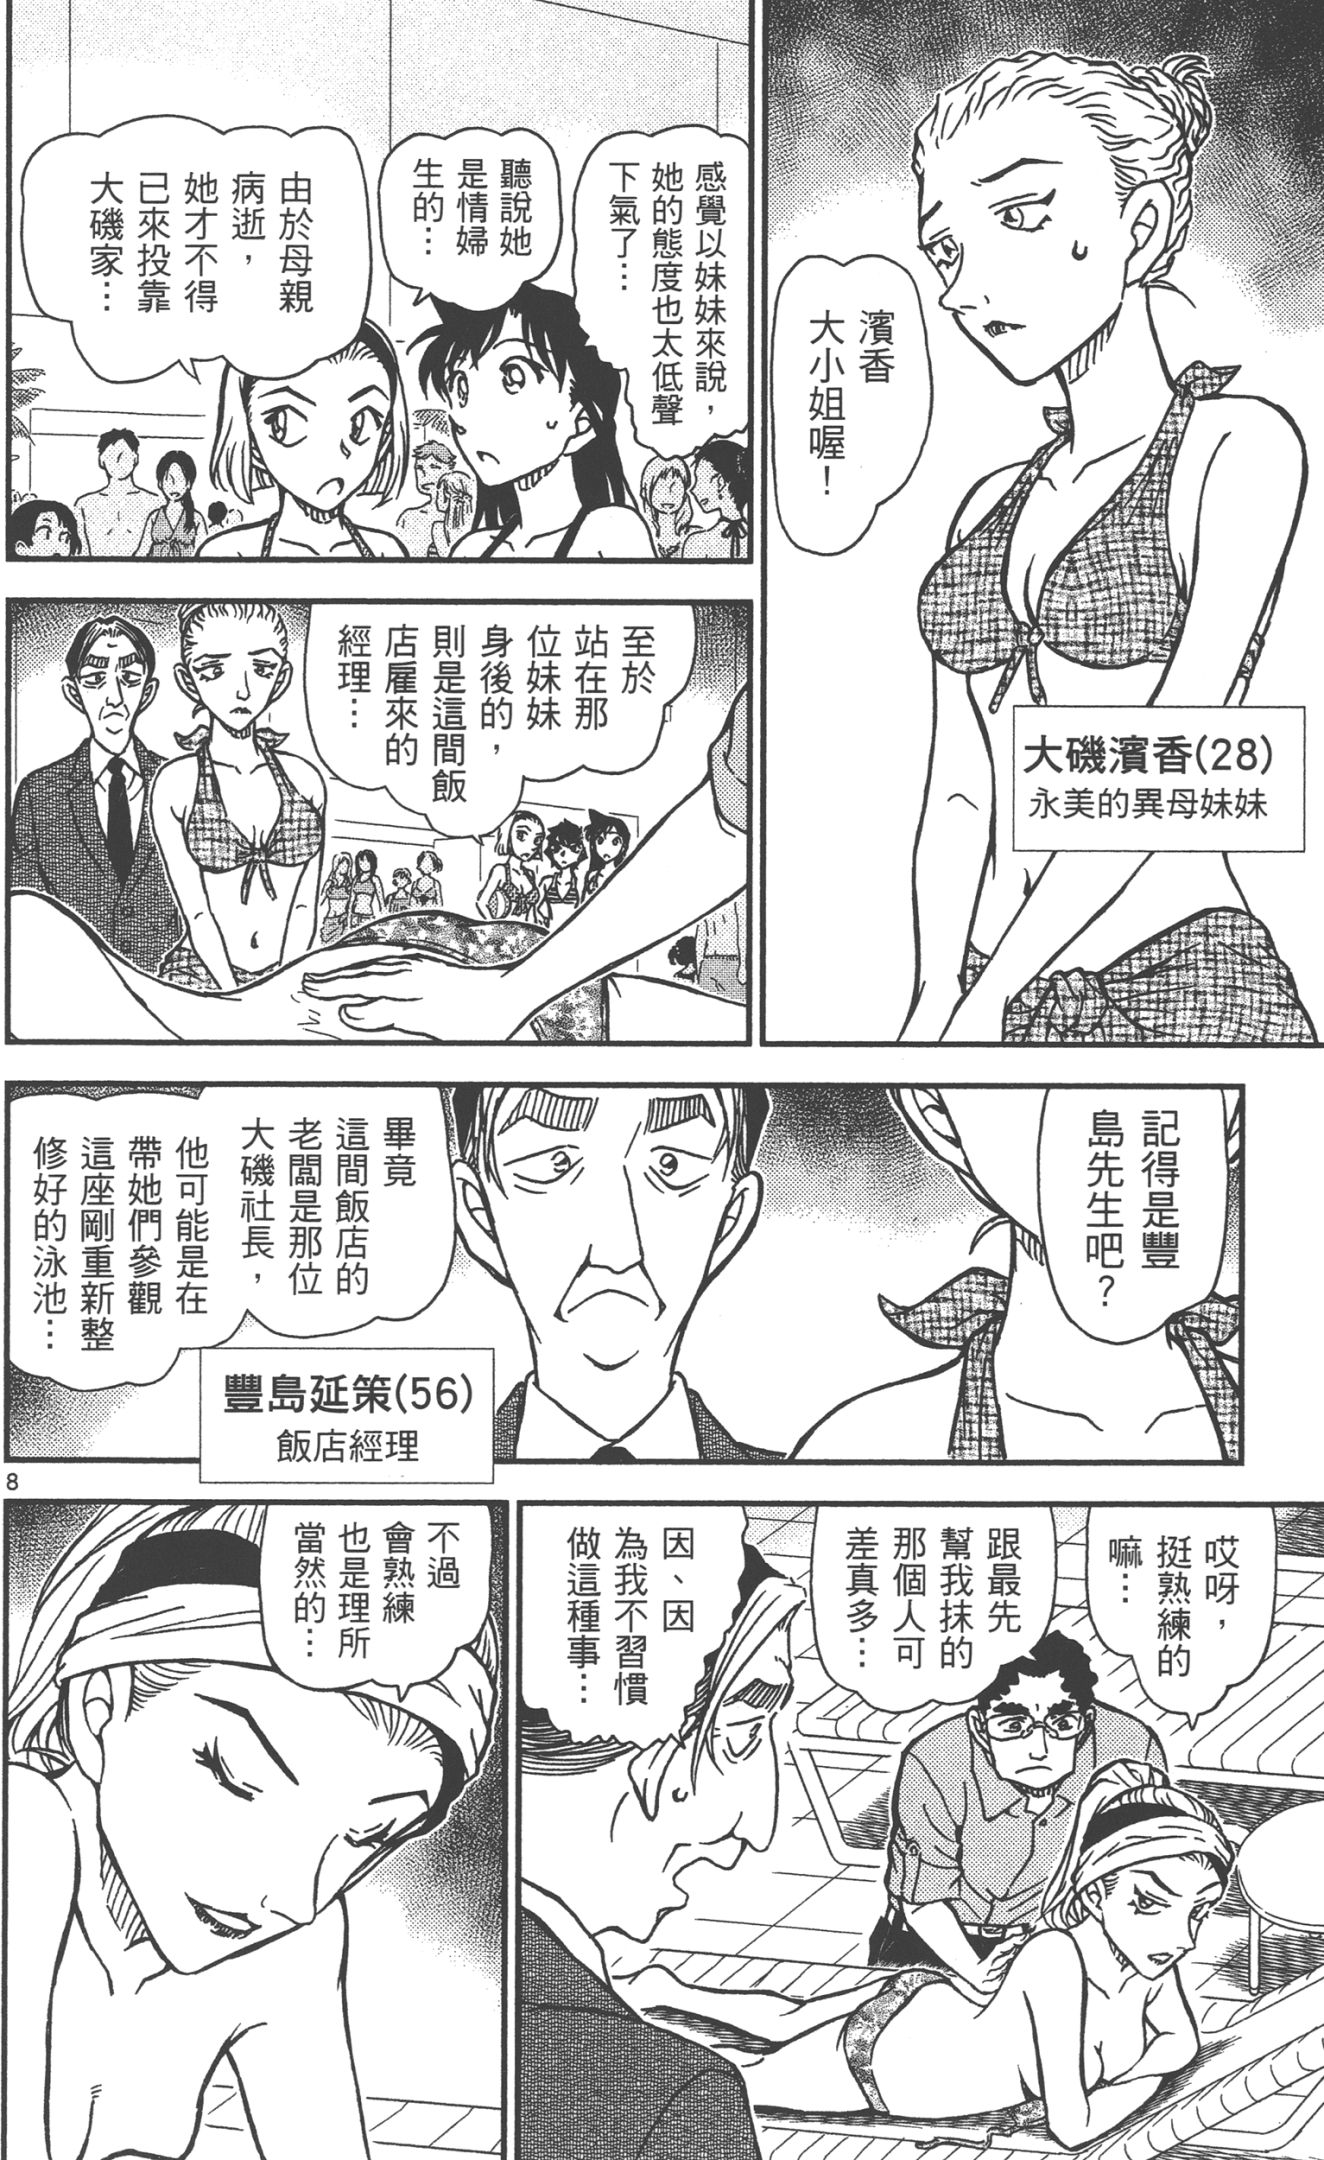 濱香
大小姐喔！
大磯濱香(28)
永美的異母妹妹
感覺以妹妹來說，
她的態度也太低聲
下氣了…
聽說她
是情婦
生的…
由於母親
病逝，
她才不得
已來投靠
大磯家…
至於
站在那
位妹妹
身後的，
則是這間飯
店雇來的
經理…
記得是豐
島先生吧？
畢竟
這間飯店的
老闆是那位
大磯社長，
他可能是在
帶她們參觀
這座剛重新整
修好的泳池…
豐島延策(56)
飯店經理
8
哎呀，
挺熟練的
嘛…
跟最先
幫我抹的
那個人可
差真多…
因、因
為我不習慣
做這種事…
不過
會熟練
也是理所
當然的…